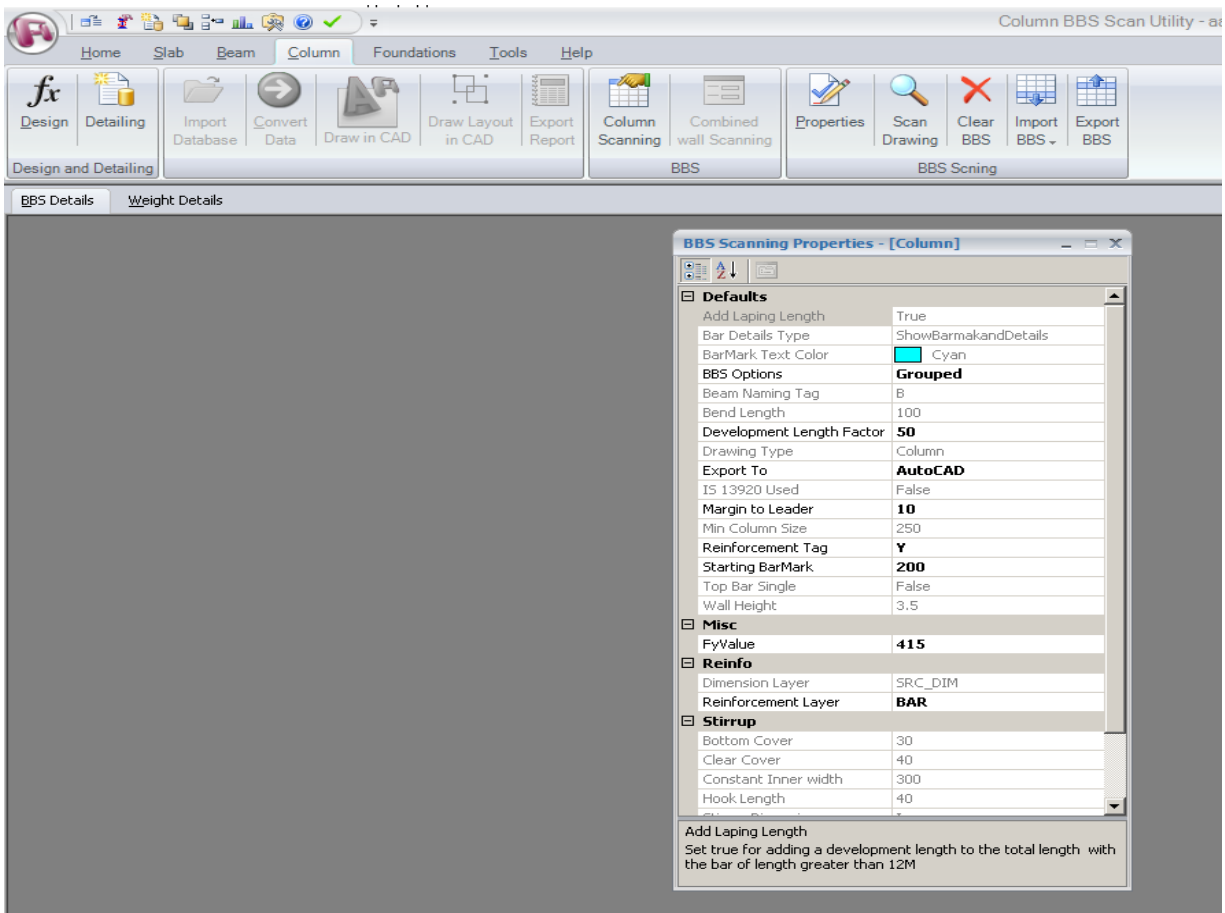 Column BBS Scan Utility - aa
Home Slab Beam Column Foundations Tools Help
fx
Design Detailing Import Database Convert Data Draw in CAD Draw Layout in CAD Export Report Column Scanning Combined wall Scanning Properties Scan Drawing Clear BBS Import BBS Export BBS
Design and Detailing BBS BBS Scning
BBS Details Weight Details
BBS Scanning Properties - [Column]
Defaults
Add Laping Length True
Bar Details Type ShowBarmakandDetails
BarMark Text Color Cyan
BBS Options Grouped
Beam Naming Tag B
Bend Length 100
Development Length Factor 50
Drawing Type Column
Export To AutoCAD
IS 13920 Used False
Margin to Leader 10
Min Column Size 250
Reinforcement Tag Y
Starting BarMark 200
Top Bar Single False
Wall Height 3.5
Misc
FyValue 415
Reinfo
Dimension Layer SRC_DIM
Reinforcement Layer BAR
Stirrup
Bottom Cover 30
Clear Cover 40
Constant Inner width 300
Hook Length 40
Add Laping Length
Set true for adding a development length to the total length with
the bar of length greater than 12M